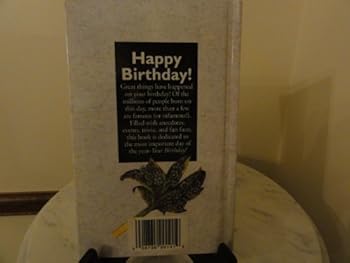 Happy
Birthday!
Great things have happened
on your birthday! Of the
millions of people born on
this day, more than a few
are famous (or infamous!).
Filled with anecdotes,
events, trivia, and fun facts,
this book is dedicated to
the most important day of
the year-Your Birthday!